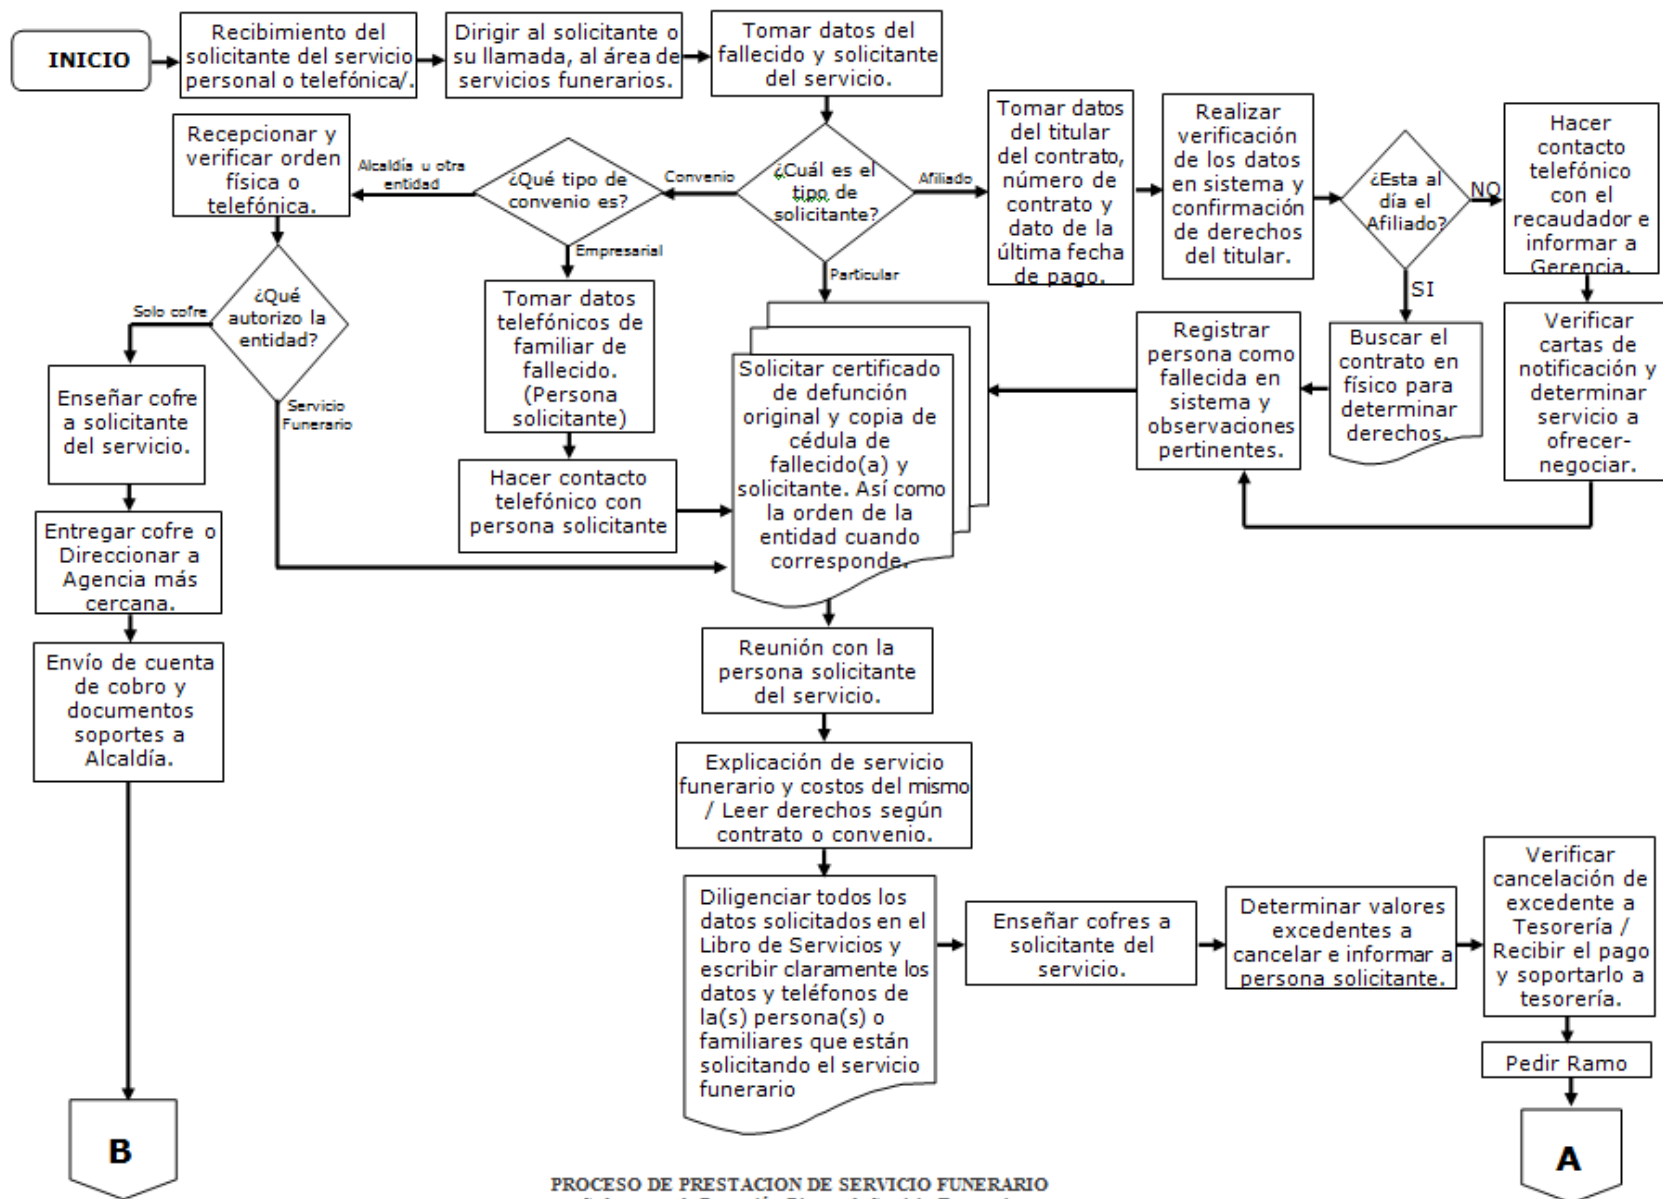 INICIO
Recibimiento del
solicitante del servicio
personal o telefónica/.
Dirigir al solicitante o
su llamada, al área de
servicios funerarios.
Tomar datos del
fallecido y solicitante
del servicio.
¿Cuál es el
tipo de
solicitante?
Convenio
Afiliado
Particular
¿Qué tipo de
convenio es?
Alcaldía u otra
entidad
Empresarial
Recepcionar y
verificar orden
física o
telefónica.
¿Qué
autorizo la
entidad?
Solo cofre
Servicio
Funerario
Enseñar cofre
a solicitante
del servicio.
Entregar cofre o
Direccionar a
Agencia más
cercana.
Envío de cuenta
de cobro y
documentos
soportes a
Alcaldía.
B
Tomar datos
telefónicos de
familiar de
fallecido.
(Persona
solicitante)
Hacer contacto
telefónico con
persona solicitante
Tomar datos
del titular
del contrato,
número de
contrato y
dato de la
última fecha
de pago.
Realizar
verificación
de los datos
en sistema y
confirmación
de derechos
del titular.
¿Esta al
día el
Afiliado?
NO
SI
Hacer
contacto
telefónico
con el
recaudador e
informar a
Gerencia.
Verificar
cartas de
notificación y
determinar
servicio a
ofrecer-
negociar.
Buscar el
contrato en
físico para
determinar
derechos.
Registrar
persona como
fallecida en
sistema y
observaciones
pertinentes.
Solicitar certificado
de defunción
original y copia de
cédula de
fallecido(a) y
solicitante. Así como
la orden de la
entidad cuando
corresponde.
Reunión con la
persona solicitante
del servicio.
Explicación de servicio
funerario y costos del mismo
/ Leer derechos según
contrato o convenio.
Diligenciar todos los
datos solicitados en el
Libro de Servicios y
escribir claramente los
datos y teléfonos de
la(s) persona(s) o
familiares que están
solicitando el servicio
funerario
Enseñar cofres a
solicitante del
servicio.
Determinar valores
excedentes a
cancelar e informar a
persona solicitante.
Verificar
cancelación de
excedente a
Tesorería /
Recibir el pago
y soportarlo a
tesorería.
Pedir Ramo
A
PROCESO DE PRESTACION DE SERVICIO FUNERARIO